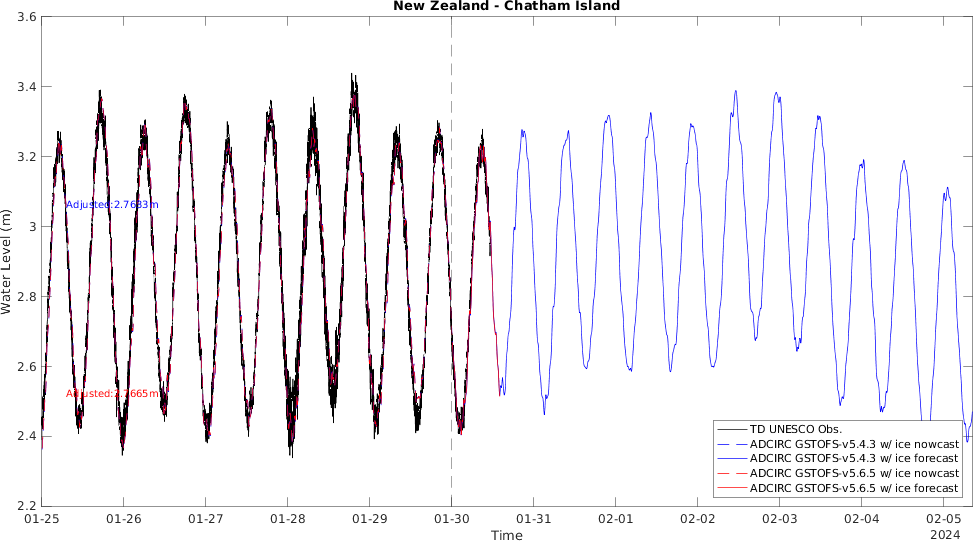 New Zealand - Chatham Island
Water Level (m)
3.6
3.4
3.2
3
2.8
2.6
2.4
2.2
Adjusted:2.7683m
Adjusted:2.7665m
TD UNESCO Obs.
ADCIRC GSTOFS-v5.4.3 w/ ice nowcast
ADCIRC GSTOFS-v5.4.3 w/ ice forecast
ADCIRC GSTOFS-v5.6.5 w/ ice nowcast
ADCIRC GSTOFS-v5.6.5 w/ ice forecast
01-25 01-26 01-27 01-28 01-29 01-30 01-31 02-01 02-02 02-03 02-04 02-05
2024
Time